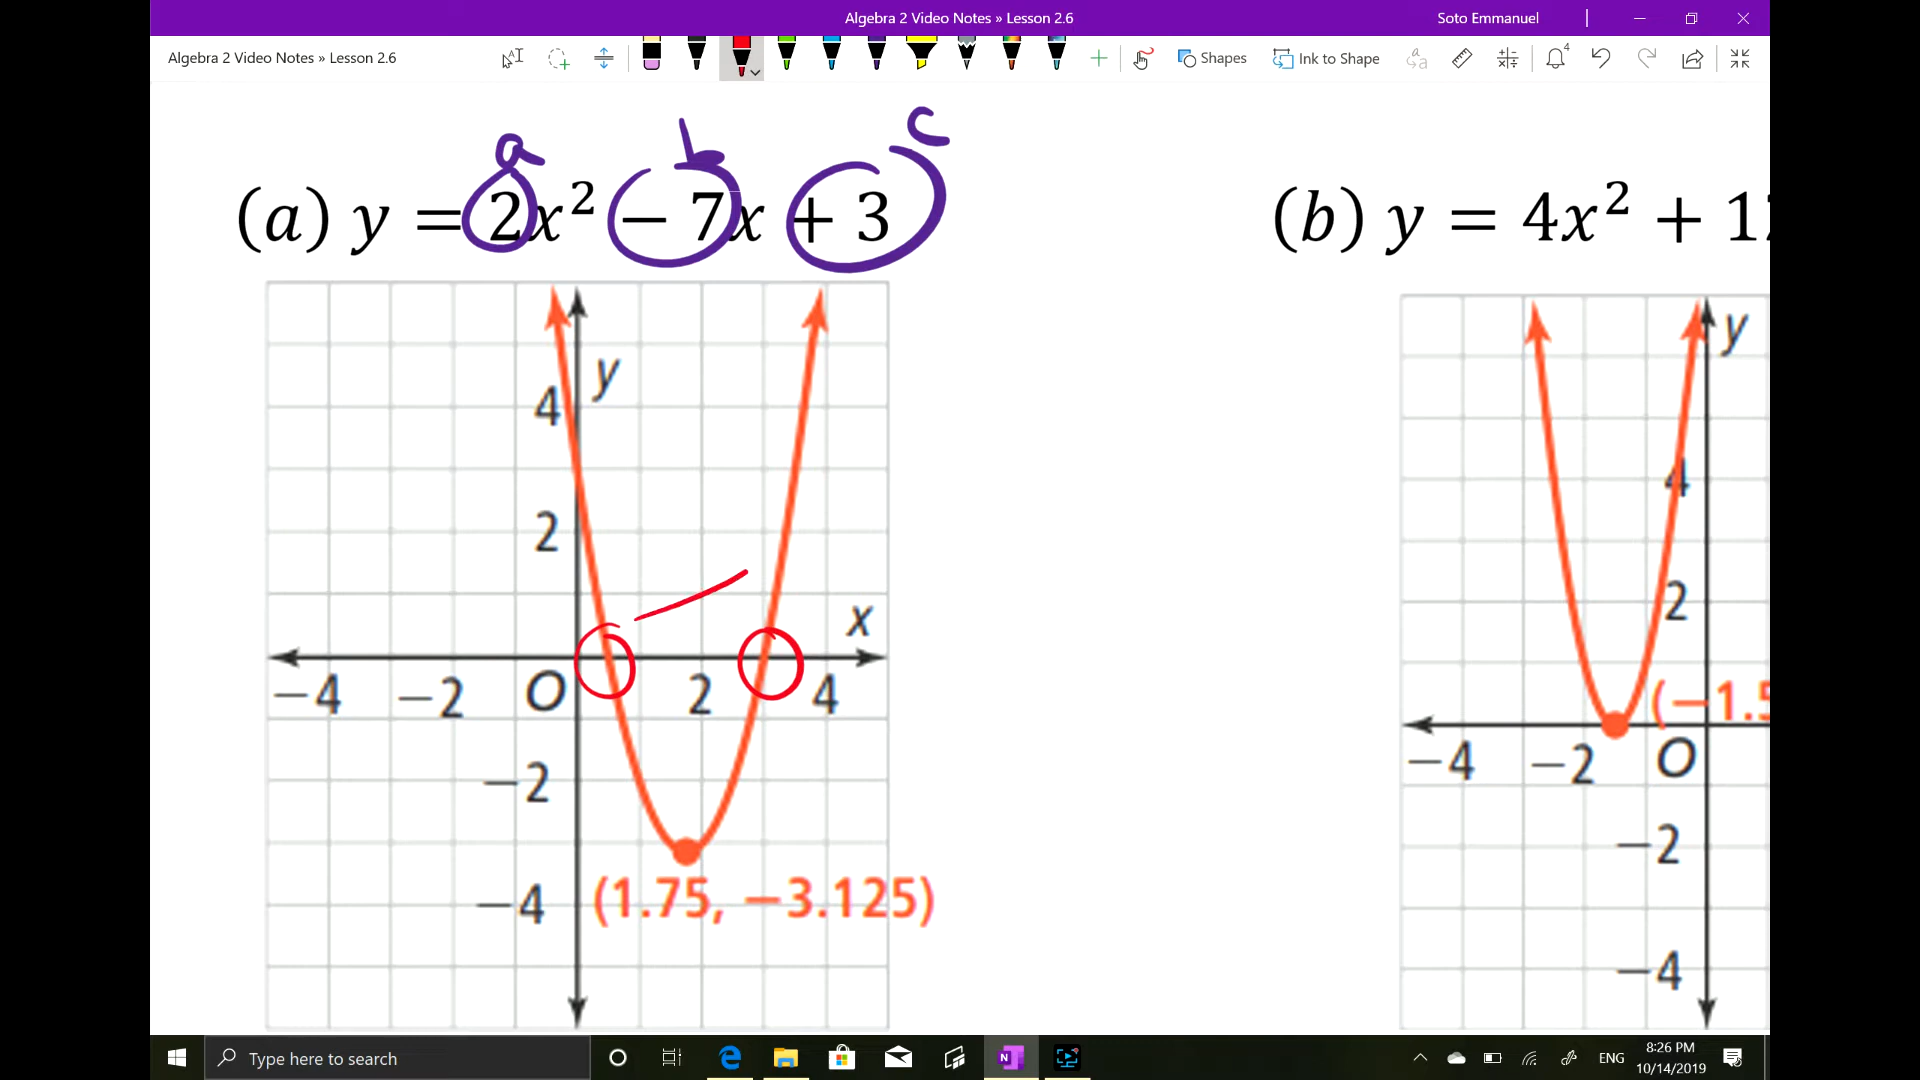 Algebra 2 Video Notes » Lesson 2.6
Soto Emmanuel
Algebra 2 Video Notes » Lesson 2.6
Shapes
Ink to Shape
4
a b c
(a) y = 2x² − 7x + 3
(b) y = 4x² + 1
y
4
2
x
−4 −2 O 2 4
−2
−4
(1.75, −3.125)
y
4
2
(−1.5
−4 −2 O
−2
−4
Type here to search
ENG
8:26 PM
10/14/2019